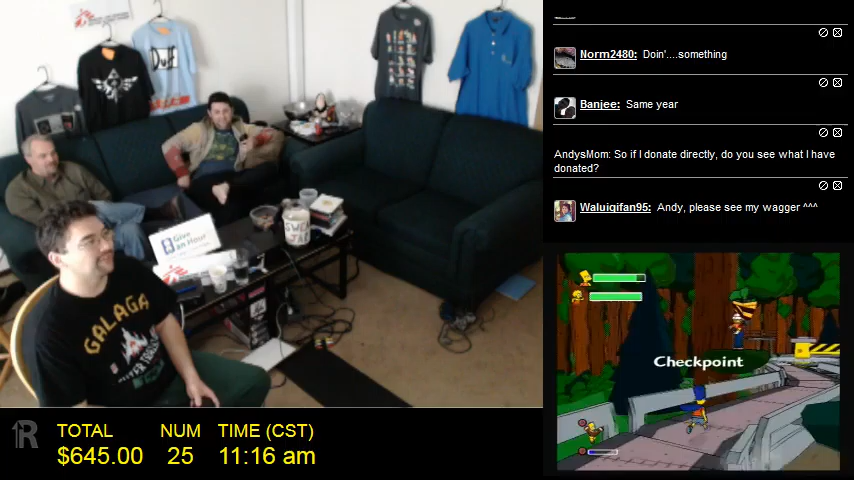 Norm2480: Doin'....something
Banjee: Same year
AndysMom: So if I donate directly, do you see what I have
donated?
Waluigifan95: Andy, please see my wagger ^^^
Duff
Give
an Hour
SWEAR
JAR
GALAGA
Checkpoint
TOTAL
NUM
TIME (CST)
$645.00
25
11:16 am